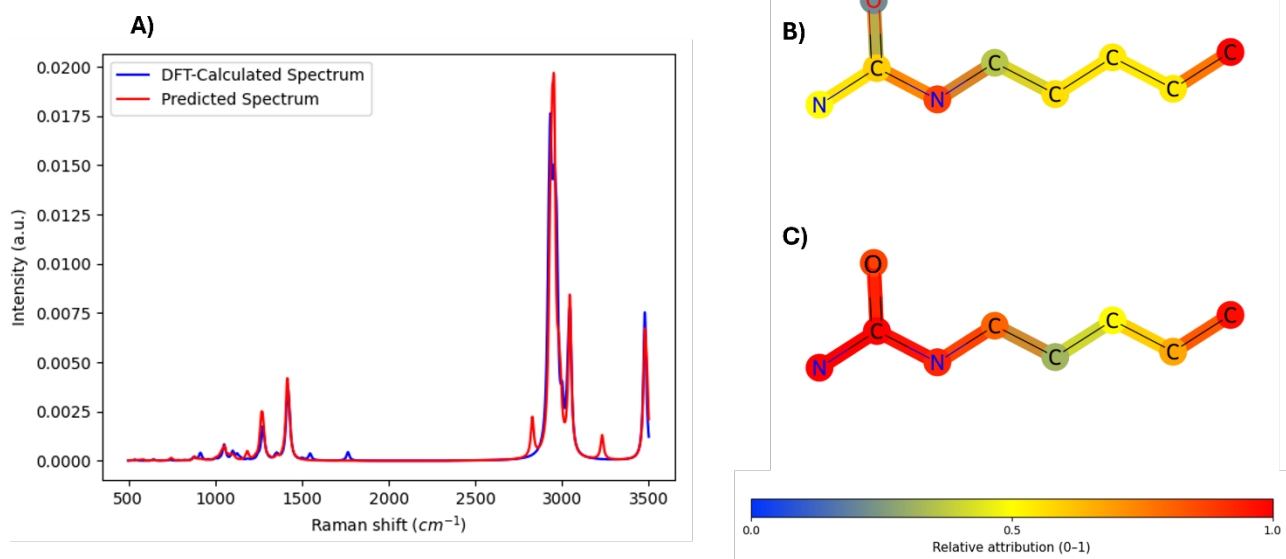 A)
DFT-Calculated Spectrum
Predicted Spectrum
0.0200
0.0175
0.0150
0.0125
0.0100
0.0075
0.0050
0.0025
0.0000
Intensity (a.u.)
500 1000 1500 2000 2500 3000 3500
Raman shift (cm⁻¹)
B)
O
N C N C C C C C
C)
O
N C N C C C C C
0.0 0.5 1.0
Relative attribution (0–1)